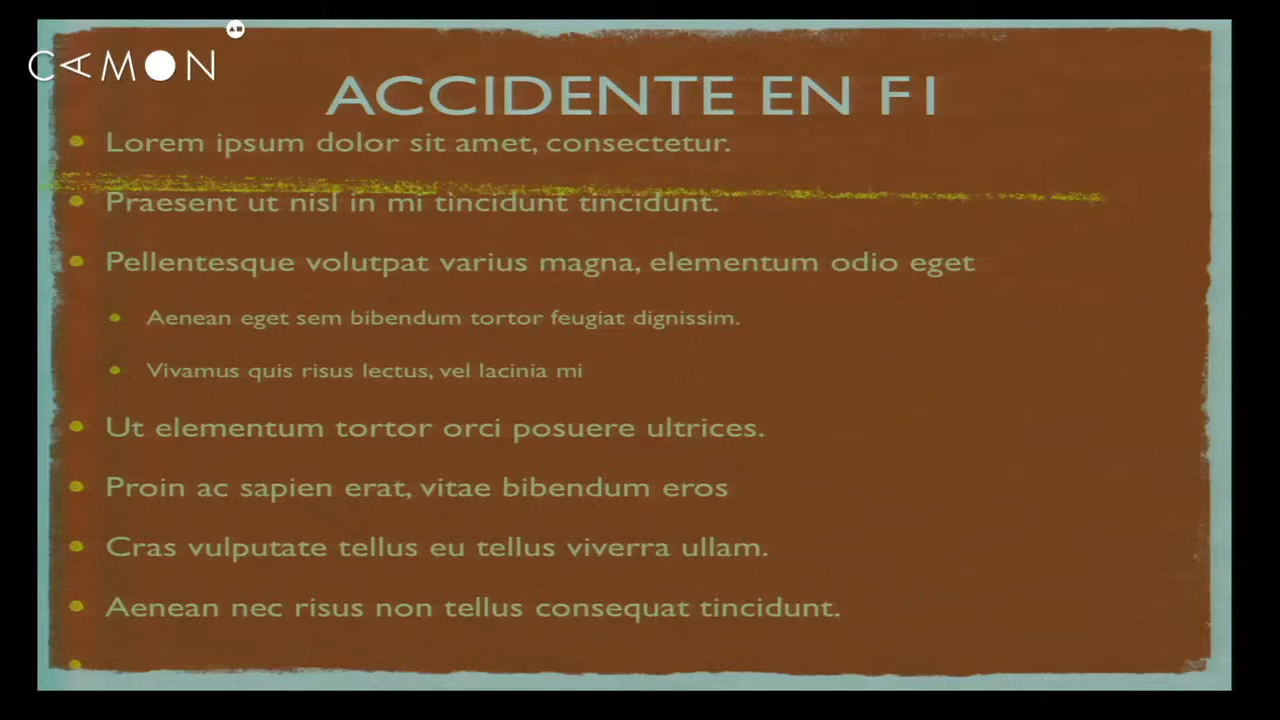 CAMON
ACCIDENTE EN F1
Lorem ipsum dolor sit amet, consectetur.
Praesent ut nisl in mi tincidunt tincidunt.
Pellentesque volutpat varius magna, elementum odio eget
Aenean eget sem bibendum tortor feugiat dignissim.
Vivamus quis risus lectus, vel lacinia mi
Ut elementum tortor orci posuere ultrices.
Proin ac sapien erat, vitae bibendum eros
Cras vulputate tellus eu tellus viverra ullam.
Aenean nec risus non tellus consequat tincidunt.